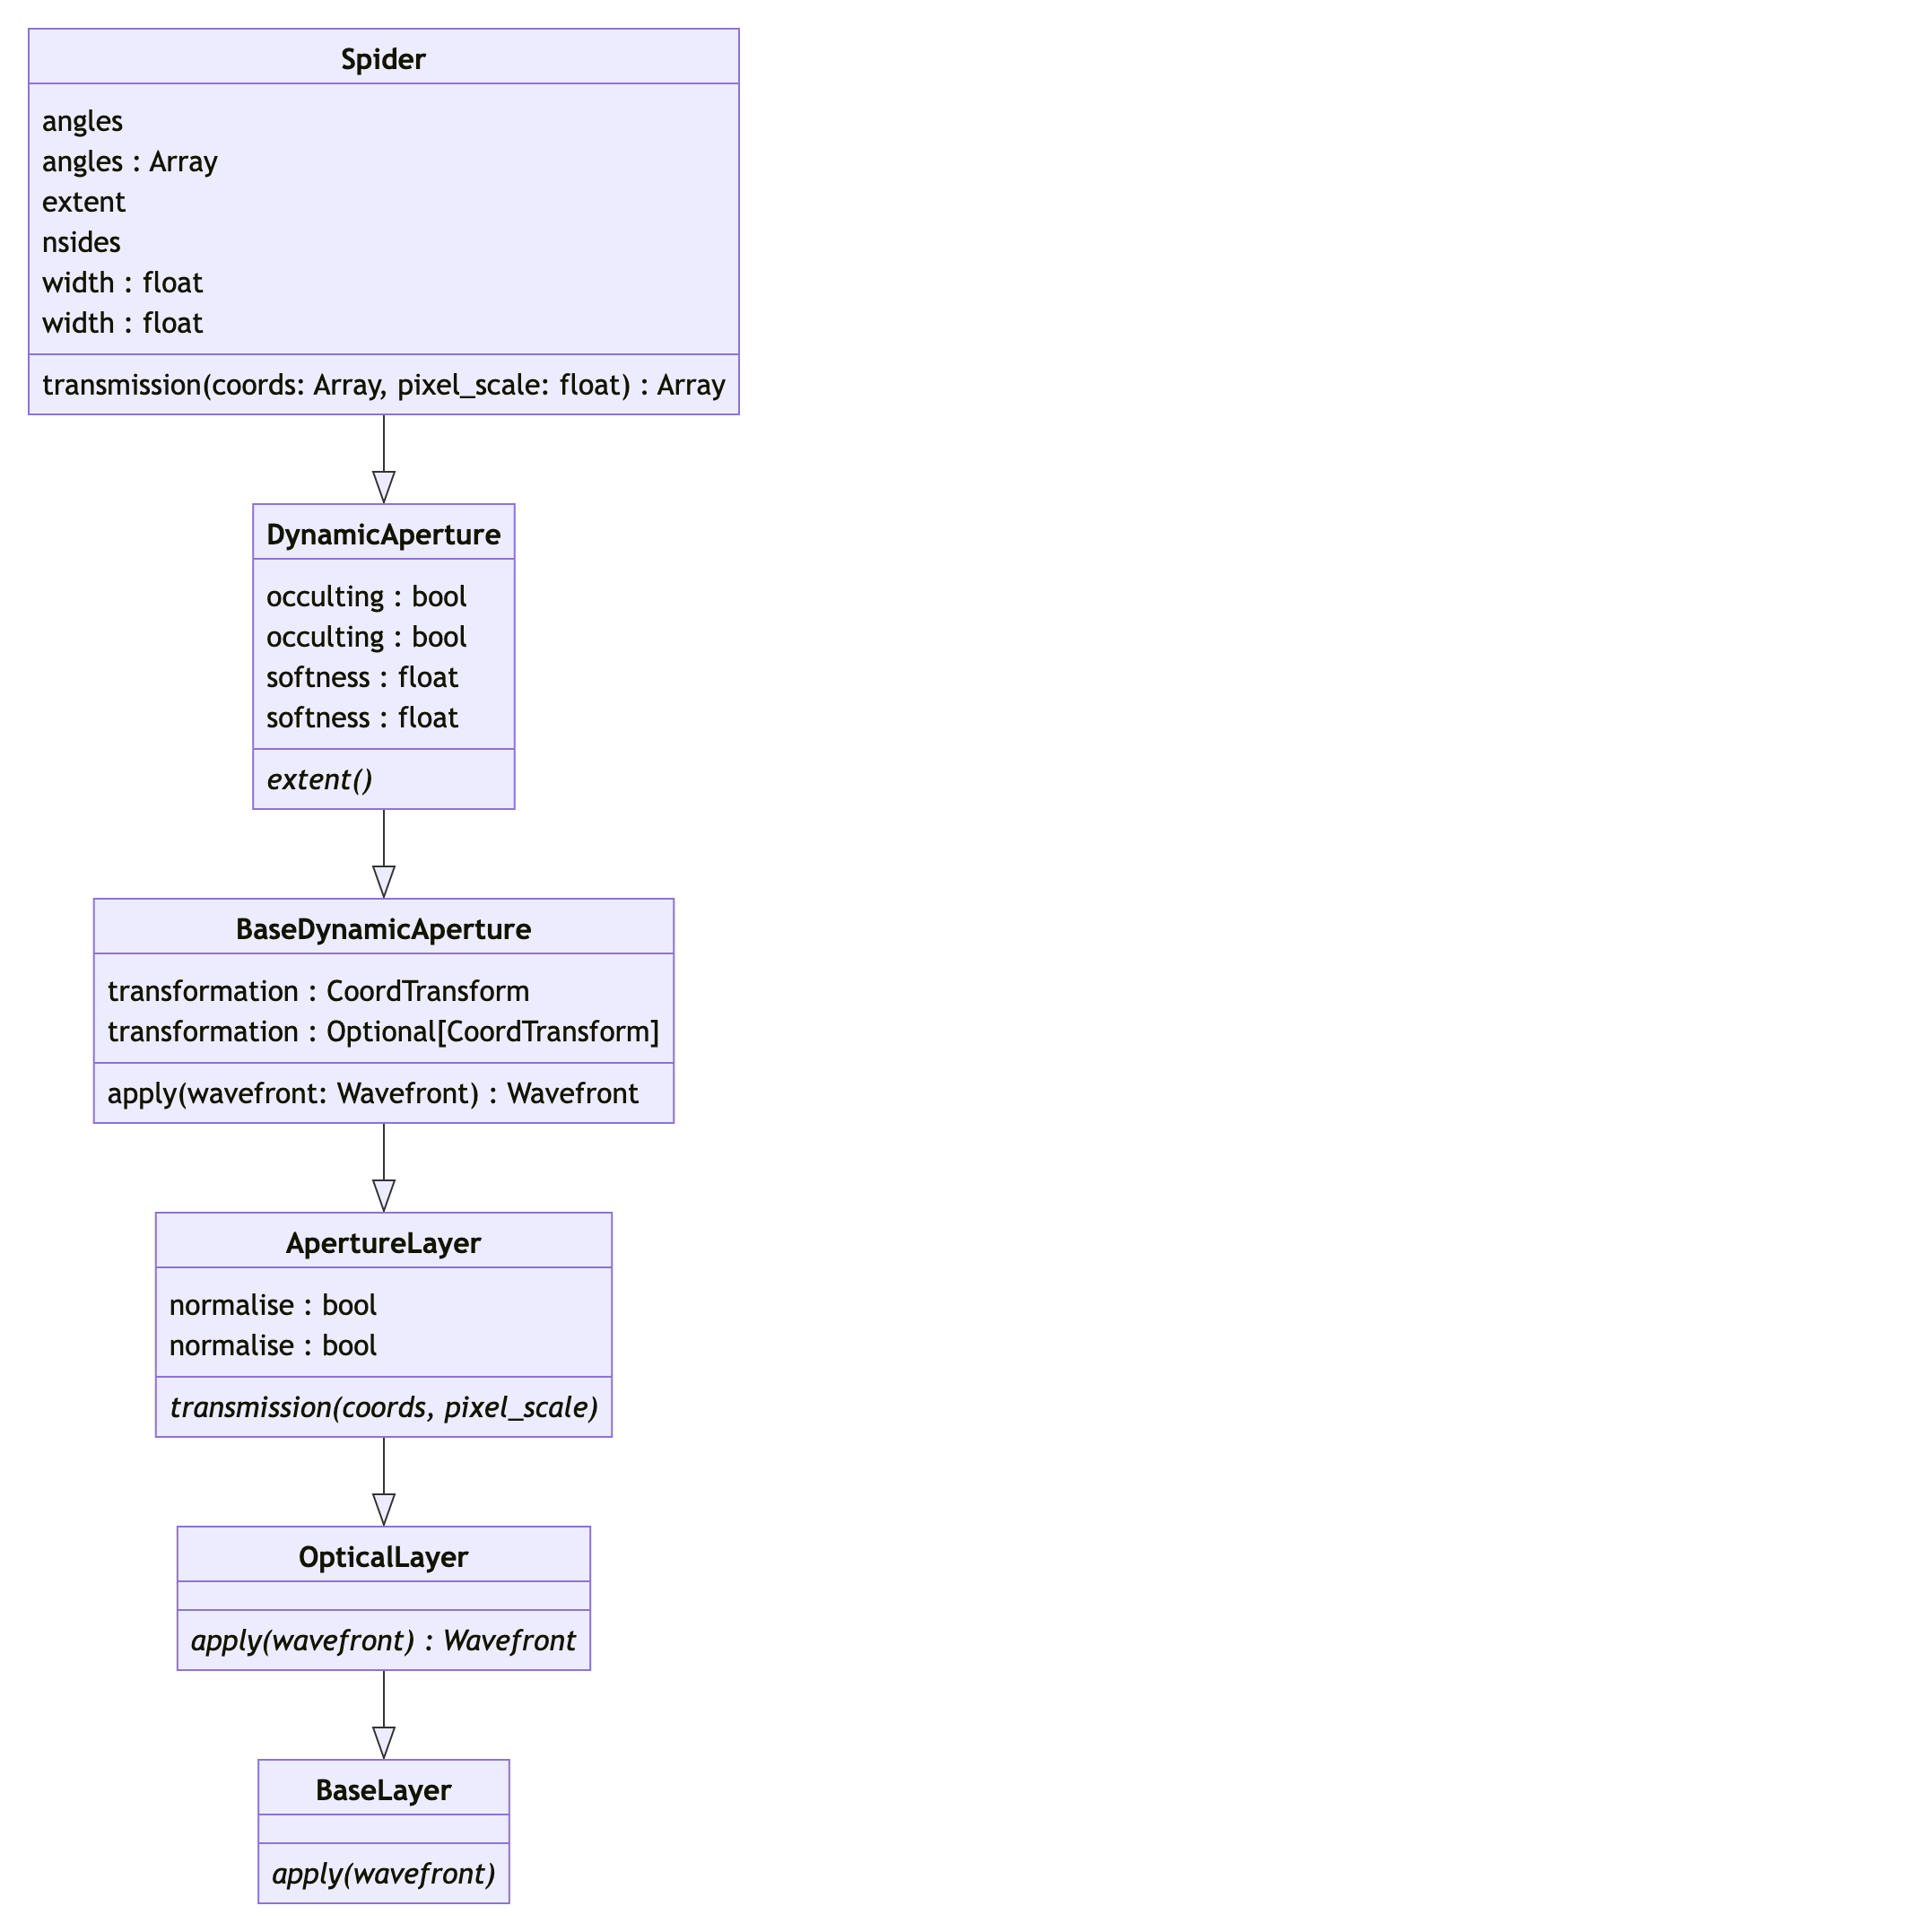 Spider
angles
angles : Array
extent
nsides
width : float
width : float
transmission(coords: Array, pixel_scale: float) : Array
DynamicAperture
occulting : bool
occulting : bool
softness : float
softness : float
extent()
BaseDynamicAperture
transformation : CoordTransform
transformation : Optional[CoordTransform]
apply(wavefront: Wavefront) : Wavefront
ApertureLayer
normalise : bool
normalise : bool
transmission(coords, pixel_scale)
OpticalLayer
apply(wavefront) : Wavefront
BaseLayer
apply(wavefront)